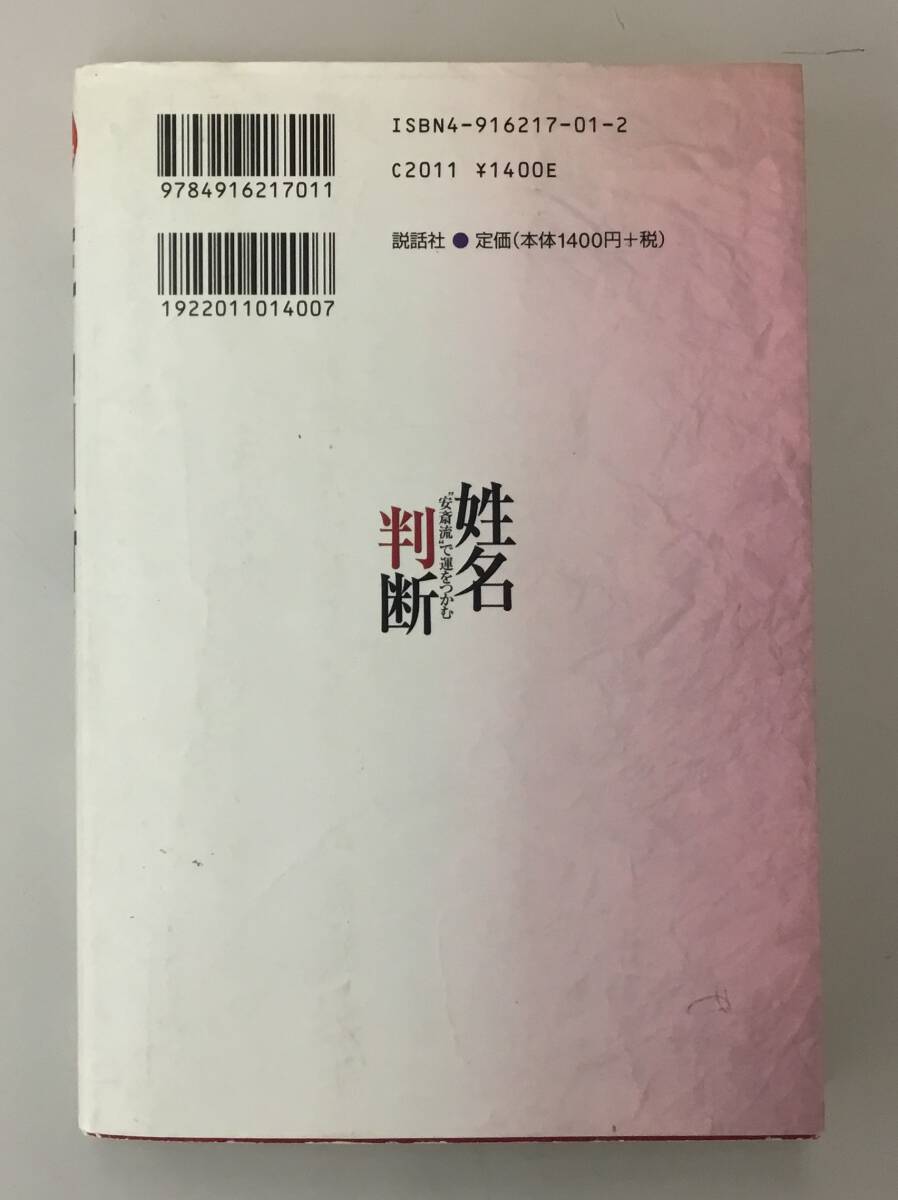 ISBN4-916217-01-2
9784916217011
C2011 ¥1400E
説話社 ● 定価(本体1400円+税)
1922011014007
姓名
"安斎流"で運をつかむ
判断